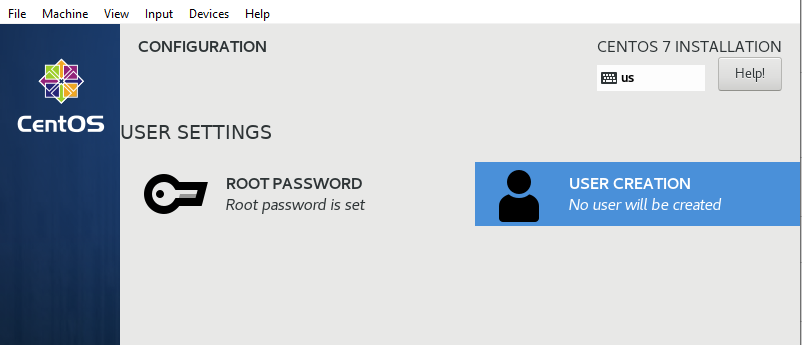 File Machine View Input Devices Help
CONFIGURATION
CENTOS 7 INSTALLATION
us
Help!
CentOS
USER SETTINGS
ROOT PASSWORD
Root password is set
USER CREATION
No user will be created